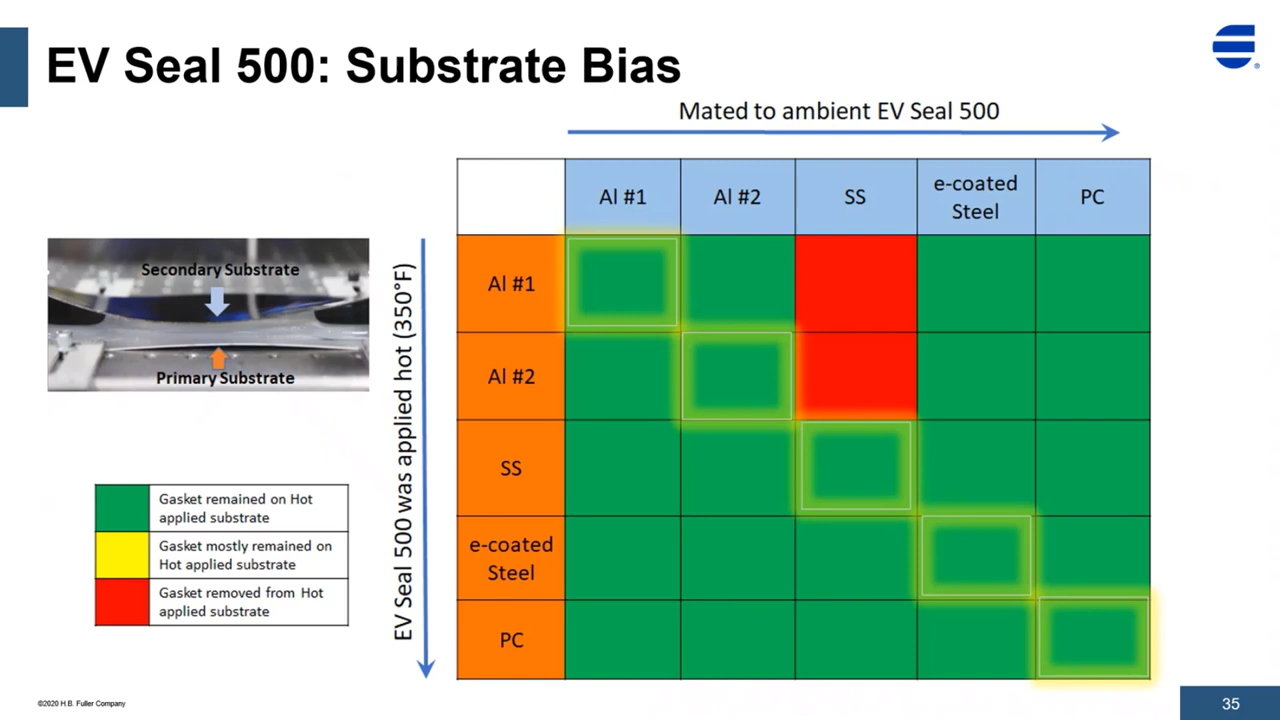 EV Seal 500: Substrate Bias
®
Mated to ambient EV Seal 500
Al #1
Al #2
SS
e-coated
Steel
PC
Secondary Substrate
Primary Substrate
EV Seal 500 was applied hot (350°F)
Al #1
Al #2
SS
e-coated
Steel
PC
Gasket remained on Hot
applied substrate
Gasket mostly remained on
Hot applied substrate
Gasket removed from Hot
applied substrate
©2020 H.B. Fuller Company
35